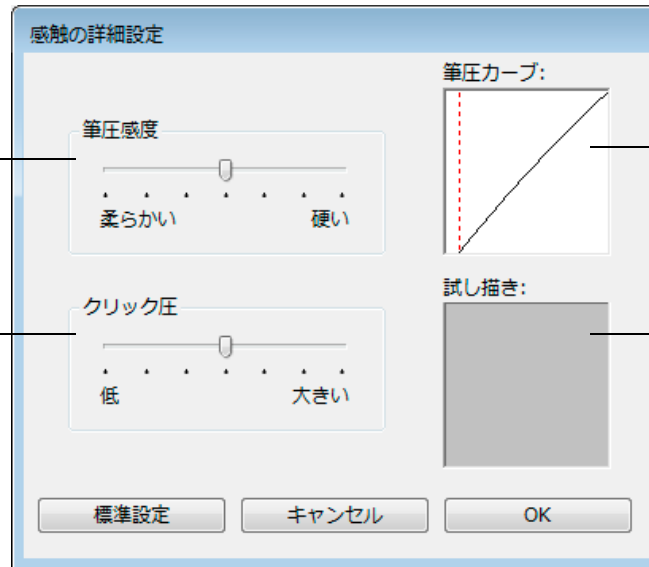 感触の詳細設定
筆圧カーブ:
筆圧感度
柔らかい 硬い
試し描き:
クリック圧
低 大きい
標準設定 キャンセル OK